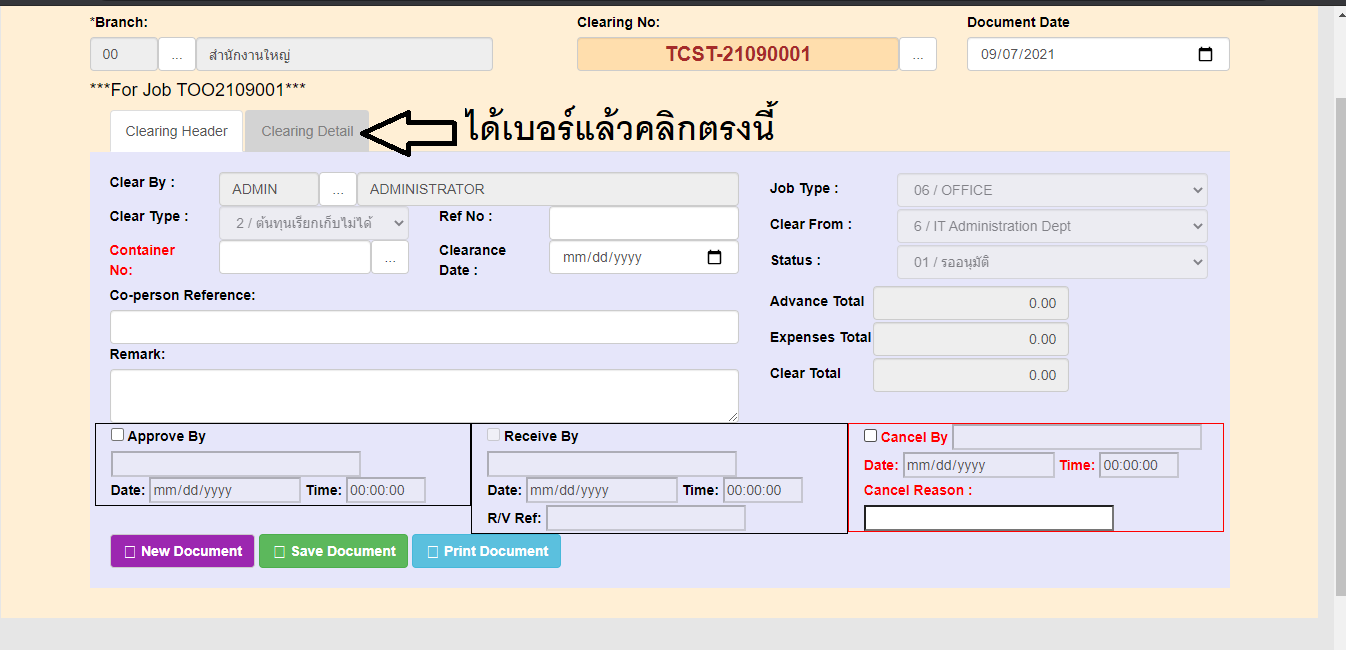 *Branch:
Clearing No:
Document Date
00
...
สำนักงานใหญ่
TCST-21090001
...
09/07/2021
***For Job TOO2109001***
Clearing Header
Clearing Detail
ได้เบอร์แล้วคลิกตรงนี้
Clear By :
ADMIN
...
ADMINISTRATOR
Job Type :
06 / OFFICE
Clear Type :
2 / ต้นทุนเรียกเก็บไม่ได้
Ref No :
Clear From :
6 / IT Administration Dept
Container
No:
...
Clearance
Date :
mm/dd/yyyy
Status :
01 / รออนุมัติ
Co-person Reference:
Advance Total
0.00
Expenses Total
0.00
Remark:
Clear Total
0.00
Approve By
Date: mm/dd/yyyy Time: 00:00:00
Receive By
Date: mm/dd/yyyy Time: 00:00:00
R/V Ref:
Cancel By
Date: mm/dd/yyyy Time: 00:00:00
Cancel Reason :
New Document
Save Document
Print Document